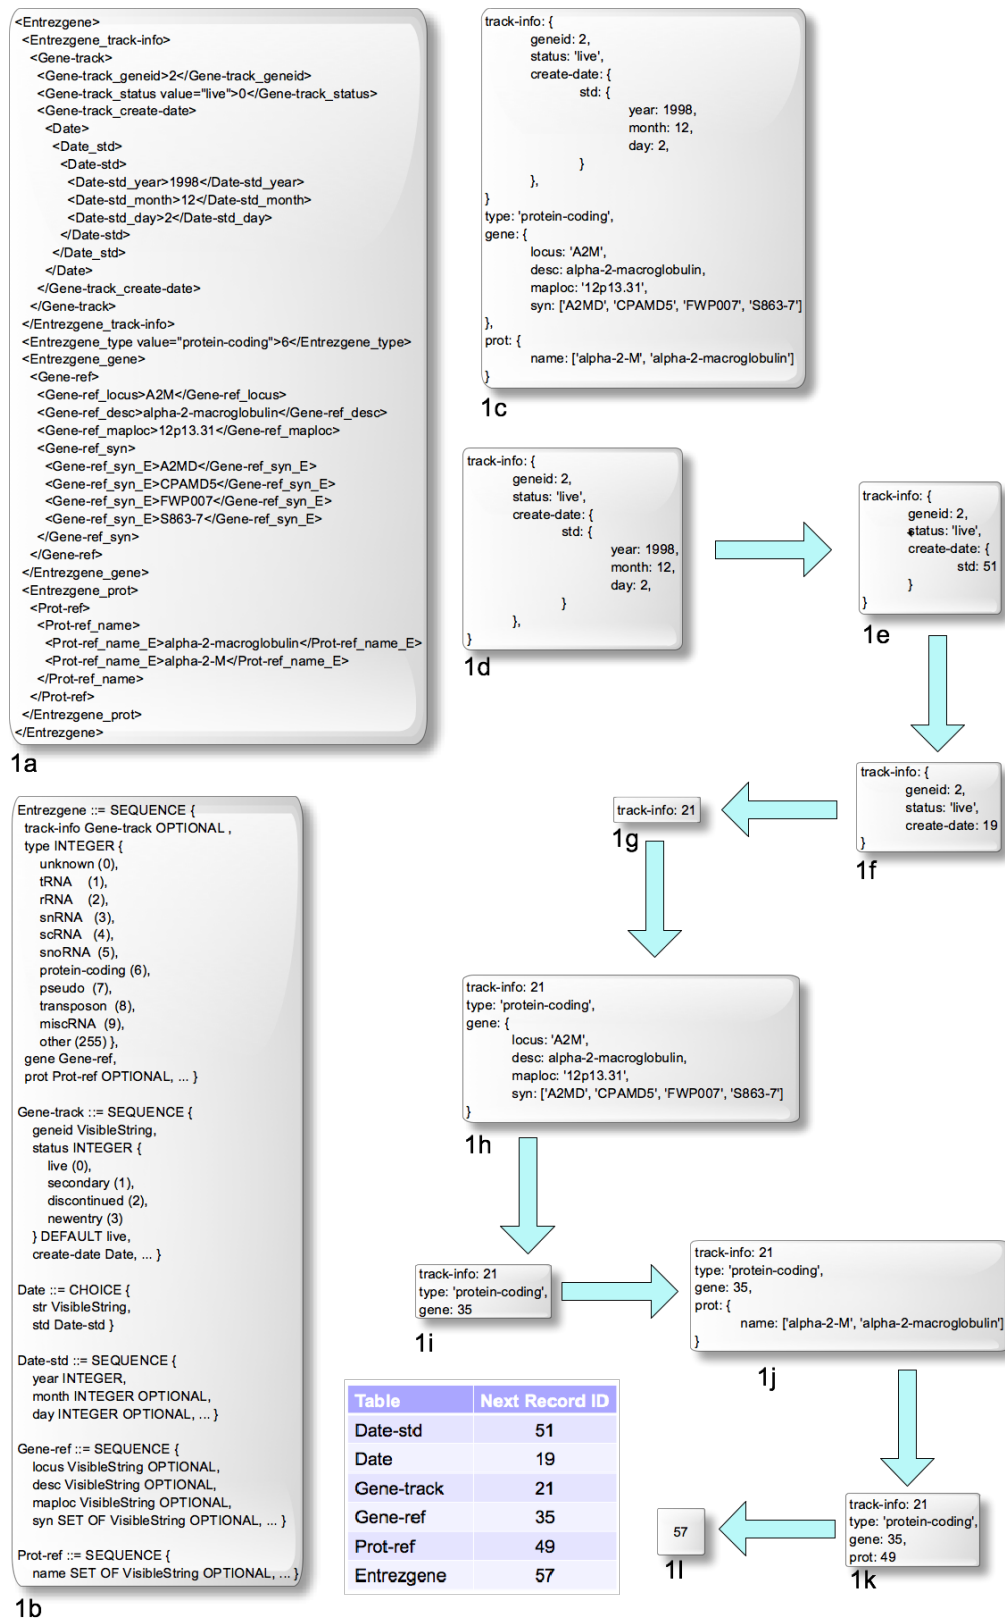 <Entrezgene>
<Entrezgene_track-info>
<Gene-track>
<Gene-track_geneid>2</Gene-track_geneid>
<Gene-track_status value="live">0</Gene-track_status>
<Gene-track_create-date>
<Date>
<Date_std>
<Date-std>
<Date-std_year>1998</Date-std_year>
<Date-std_month>12</Date-std_month>
<Date-std_day>2</Date-std_day>
</Date-std>
</Date_std>
</Date>
</Gene-track_create-date>
</Gene-track>
</Entrezgene_track-info>
<Entrezgene_type value="protein-coding">6</Entrezgene_type>
<Entrezgene_gene>
<Gene-ref>
<Gene-ref_locus>A2M</Gene-ref_locus>
<Gene-ref_desc>alpha-2-macroglobulin</Gene-ref_desc>
<Gene-ref_maploc>12p13.31</Gene-ref_maploc>
<Gene-ref_syn>
<Gene-ref_syn_E>A2MD</Gene-ref_syn_E>
<Gene-ref_syn_E>CPAMD5</Gene-ref_syn_E>
<Gene-ref_syn_E>FWP007</Gene-ref_syn_E>
<Gene-ref_syn_E>S863-7</Gene-ref_syn_E>
</Gene-ref_syn>
</Gene-ref>
</Entrezgene_gene>
<Entrezgene_prot>
<Prot-ref>
<Prot-ref_name>
<Prot-ref_name_E>alpha-2-macroglobulin</Prot-ref_name_E>
<Prot-ref_name_E>alpha-2-M</Prot-ref_name_E>
</Prot-ref_name>
</Prot-ref>
</Entrezgene_prot>
</Entrezgene>
1a
Entrezgene ::= SEQUENCE {
track-info Gene-track OPTIONAL ,
type INTEGER {
unknown (0),
tRNA (1),
rRNA (2),
snRNA (3),
scRNA (4),
snoRNA (5),
protein-coding (6),
pseudo (7),
transposon (8),
miscRNA (9),
other (255) },
gene Gene-ref,
prot Prot-ref OPTIONAL, ... }
Gene-track ::= SEQUENCE {
geneid VisibleString,
status INTEGER {
live (0),
secondary (1),
discontinued (2),
newentry (3)
} DEFAULT live,
create-date Date, ... }
Date ::= CHOICE {
str VisibleString,
std Date-std }
Date-std ::= SEQUENCE {
year INTEGER,
month INTEGER OPTIONAL,
day INTEGER OPTIONAL, ... }
Gene-ref ::= SEQUENCE {
locus VisibleString OPTIONAL,
desc VisibleString OPTIONAL,
maploc VisibleString OPTIONAL,
syn SET OF VisibleString OPTIONAL, ... }
Prot-ref ::= SEQUENCE {
name SET OF VisibleString OPTIONAL, ... }
1b
track-info: {
geneid: 2,
status: 'live',
create-date: {
std: {
year: 1998,
month: 12,
day: 2,
}
},
}
type: 'protein-coding',
gene: {
locus: 'A2M',
desc: alpha-2-macroglobulin,
maploc: '12p13.31',
syn: ['A2MD', 'CPAMD5', 'FWP007', 'S863-7']
},
prot: {
name: ['alpha-2-M', 'alpha-2-macroglobulin']
}
1c
track-info: {
geneid: 2,
status: 'live',
create-date: {
std: {
year: 1998,
month: 12,
day: 2,
}
},
}
1d
track-info: {
geneid: 2,
status: 'live',
create-date: {
std: 51
}
}
1e
track-info: {
geneid: 2,
status: 'live',
create-date: 19
}
1f
track-info: 21
1g
track-info: 21
type: 'protein-coding',
gene: {
locus: 'A2M',
desc: alpha-2-macroglobulin,
maploc: '12p13.31',
syn: ['A2MD', 'CPAMD5', 'FWP007', 'S863-7']
}
1h
track-info: 21
type: 'protein-coding',
gene: 35
1i
track-info: 21
type: 'protein-coding',
gene: 35,
prot: {
name: ['alpha-2-M', 'alpha-2-macroglobulin']
}
1j
track-info: 21
type: 'protein-coding',
gene: 35,
prot: 49
1k
57
1l
Table Next Record ID
Date-std 51
Date 19
Gene-track 21
Gene-ref 35
Prot-ref 49
Entrezgene 57